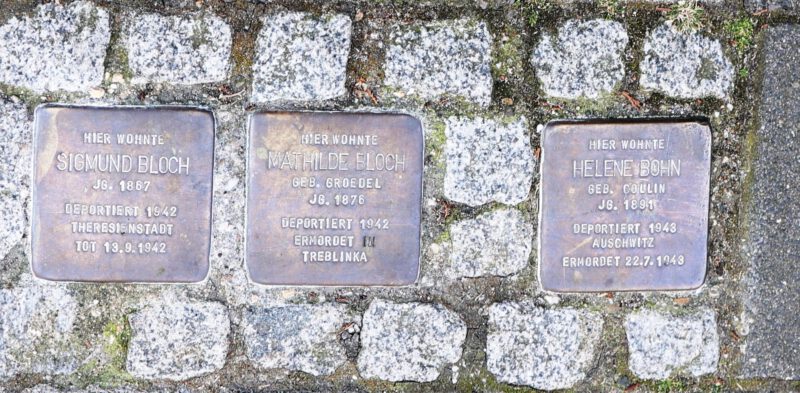 HIER WOHNTE
SIGMUND BLOCH
JG. 1867
DEPORTIERT 1942
THERESIENSTADT
TOT 13.9.1942
HIER WOHNTE
MATHILDE BLOCH
GEB. GROEDEL
JG. 1876
DEPORTIERT 1942
ERMORDET IN
TREBLINKA
HIER WOHNTE
HELENE BOHN
GEB. COULIN
JG. 1891
DEPORTIERT 1943
AUSCHWITZ
ERMORDET 22.7.1943